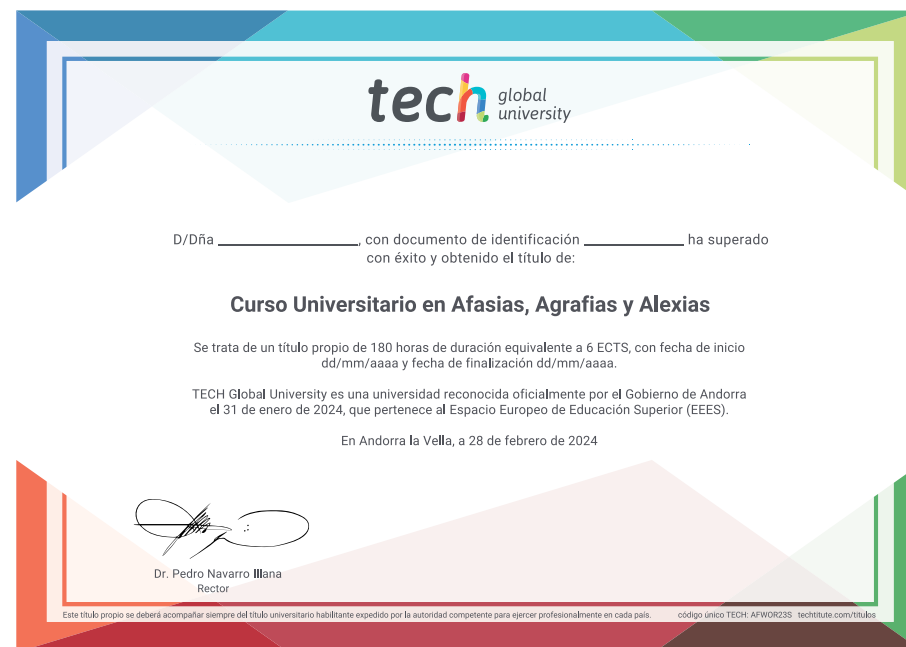 tech global university
D/Dña ____________________, con documento de identificación ______________ ha superado
con éxito y obtenido el título de:
Curso Universitario en Afasias, Agrafias y Alexias
Se trata de un título propio de 180 horas de duración equivalente a 6 ECTS, con fecha de inicio
dd/mm/aaaa y fecha de finalización dd/mm/aaaa.
TECH Global University es una universidad reconocida oficialmente por el Gobierno de Andorra
el 31 de enero de 2024, que pertenece al Espacio Europeo de Educación Superior (EEES).
En Andorra la Vella, a 28 de febrero de 2024
Dr. Pedro Navarro Illana
Rector
Este título propio se deberá acompañar siempre del título universitario habilitante expedido por la autoridad competente para ejercer profesionalmente en cada país. código único TECH: AFWOR23S techtitute.com/titulos